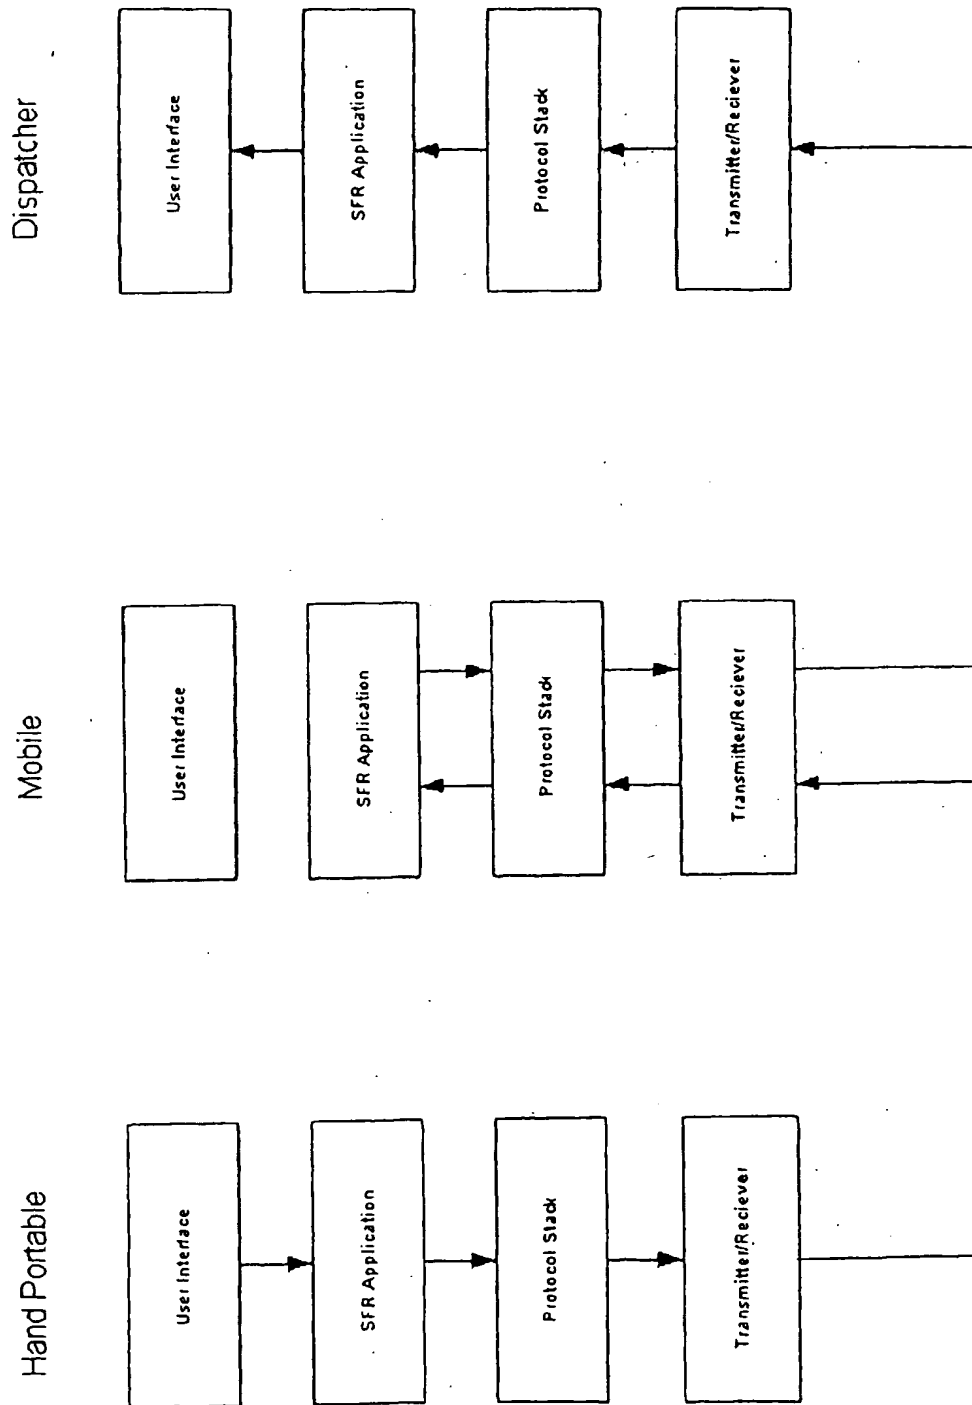 Hand Portable
User Interface
SFR Application
Protocol Stack
Transmitter/Reciever
Mobile
User Interface
SFR Application
Protocol Stack
Transmitter/Reciever
Dispatcher
User Interface
SFR Application
Protocol Stack
Transmitter/Reciever